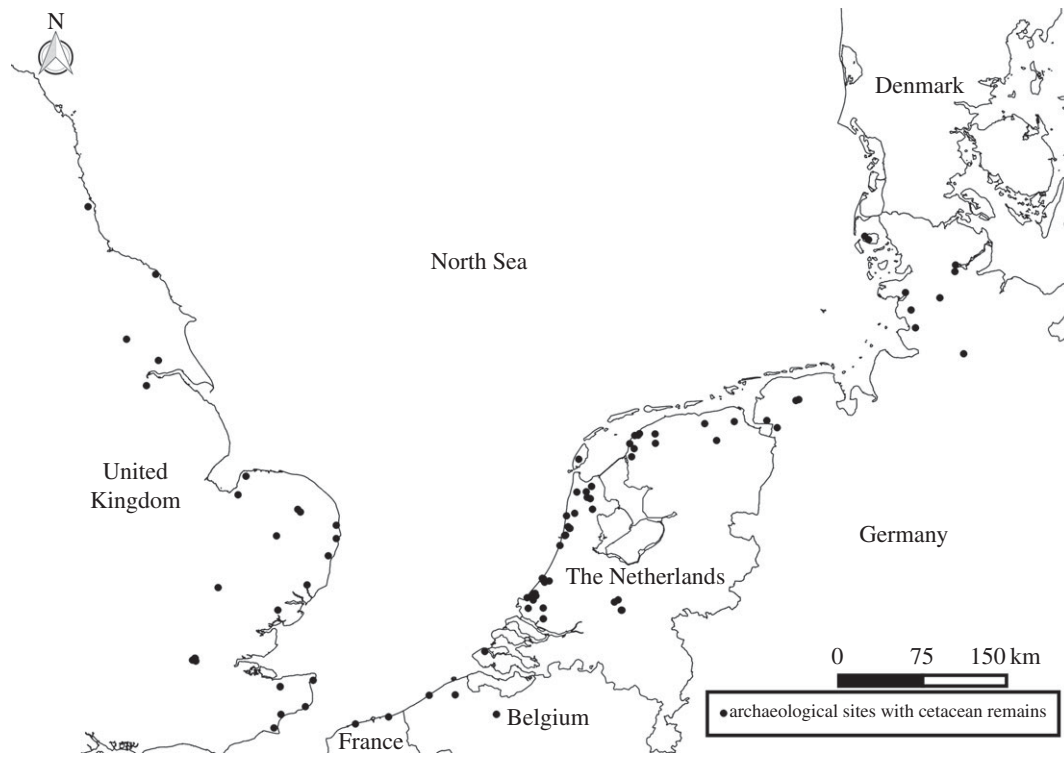 N
Denmark
North Sea
United
Kingdom
Germany
The Netherlands
0 75 150 km
Belgium
archaeological sites with cetacean remains
France